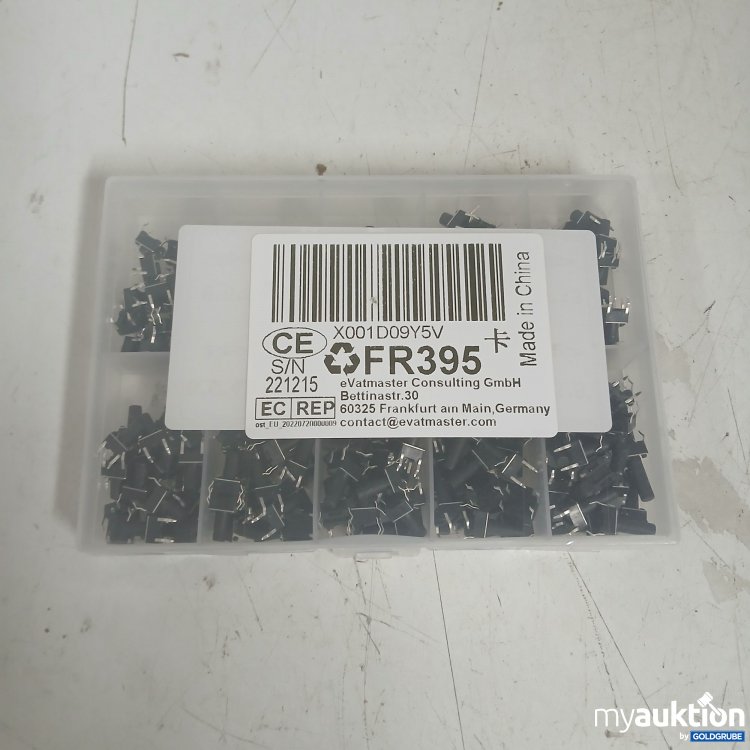 X001D09Y5V
CE
FR395
S/N
221215
EC REP
eVatmaster Consulting GmbH
Bettinastr.30
60325 Frankfurt am Main,Germany
ost_EU_20220720000009
contact@evatmaster.com
Made in China
myauktion
by GOLDGRUBE